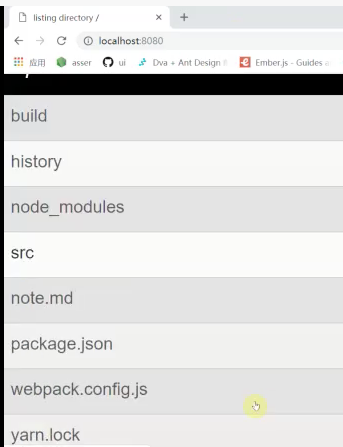 listing directory /
localhost:8080
应用 asser ui Dva + Ant Design Ember.js - Guides
build
history
node_modules
src
note.md
package.json
webpack.config.js
yarn.lock